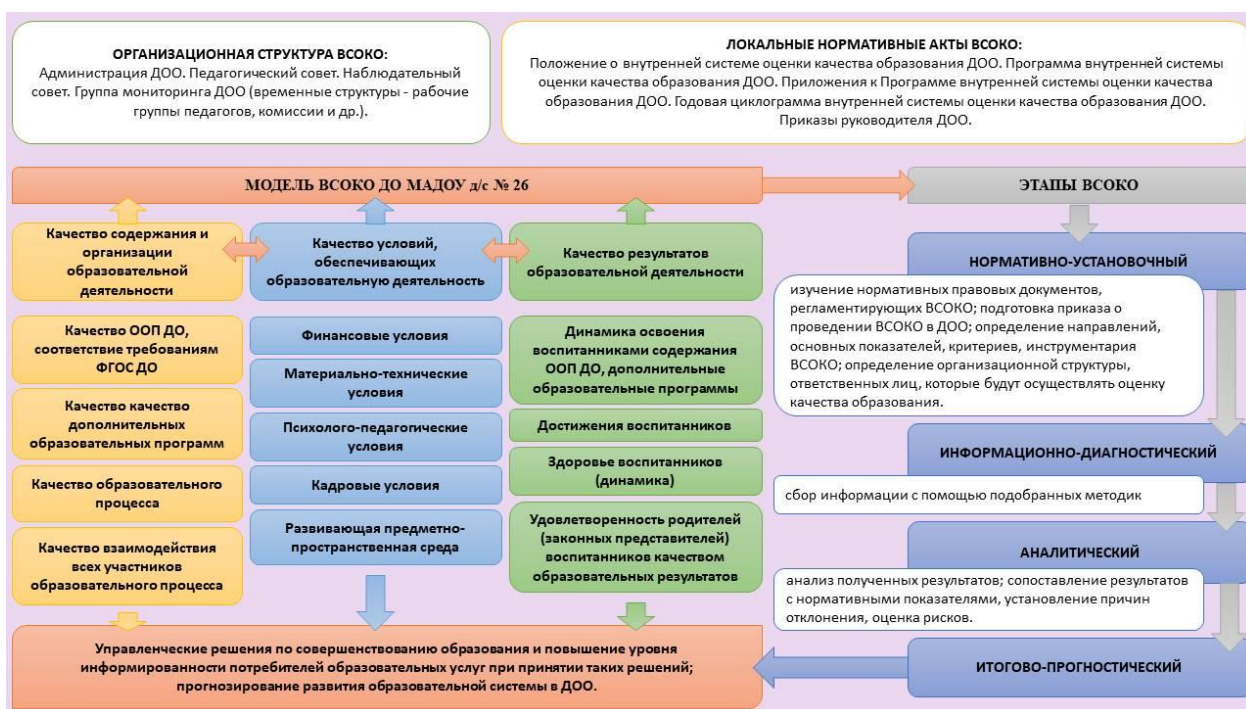 ОРГАНИЗАЦИОННАЯ СТРУКТУРА ВСОКО:
Администрация ДОО. Педагогический совет. Наблюдательный
совет. Группа мониторинга ДОО (временные структуры - рабочие
группы педагогов, комиссии и др.).
ЛОКАЛЬНЫЕ НОРМАТИВНЫЕ АКТЫ ВСОКО:
Положение о внутренней системе оценки качества образования ДОО. Программа внутренней системы
оценки качества образования ДОО. Приложения к Программе внутренней системы оценки качества
образования ДОО. Годовая циклограмма внутренней системы оценки качества образования ДОО.
Приказы руководителя ДОО.
МОДЕЛЬ ВСОКО ДО МАДОУ д/с № 26
Качество содержания и
организации
образовательной
деятельности
Качество ООП ДО,
соответствие требованиям
ФГОС ДО
Качество качество
дополнительных
образовательных программ
Качество образовательного
процесса
Качество взаимодействия
всех участников
образовательного процесса
Качество условий,
обеспечивающих
образовательную деятельность
Финансовые условия
Материально-технические
условия
Психолого-педагогические
условия
Кадровые условия
Развивающая предметно-
пространственная среда
Качество результатов
образовательной деятельности
Динамика освоения
воспитанниками содержания
ООП ДО, дополнительные
образовательные программы
Достижения воспитанников
Здоровье воспитанников
(динамика)
Удовлетворенность родителей
(законных представителей)
воспитанников качеством
образовательных результатов
Управленческие решения по совершенствованию образования и повышение уровня
информированности потребителей образовательных услуг при принятии таких решений;
прогнозирование развития образовательной системы в ДОО.
ЭТАПЫ ВСОКО
НОРМАТИВНО-УСТАНОВОЧНЫЙ
изучение нормативных правовых документов,
регламентирующих ВСОКО; подготовка приказа о
проведении ВСОКО в ДОО; определение направлений,
основных показателей, критериев, инструментария
ВСОКО; определение организационной структуры,
ответственных лиц, которые будут осуществлять оценку
качества образования.
ИНФОРМАЦИОННО-ДИАГНОСТИЧЕСКИЙ
сбор информации с помощью подобранных методик
АНАЛИТИЧЕСКИЙ
анализ полученных результатов; сопоставление результатов
с нормативными показателями, установление причин
отклонения, оценка рисков.
ИТОГОВО-ПРОГНОСТИЧЕСКИЙ